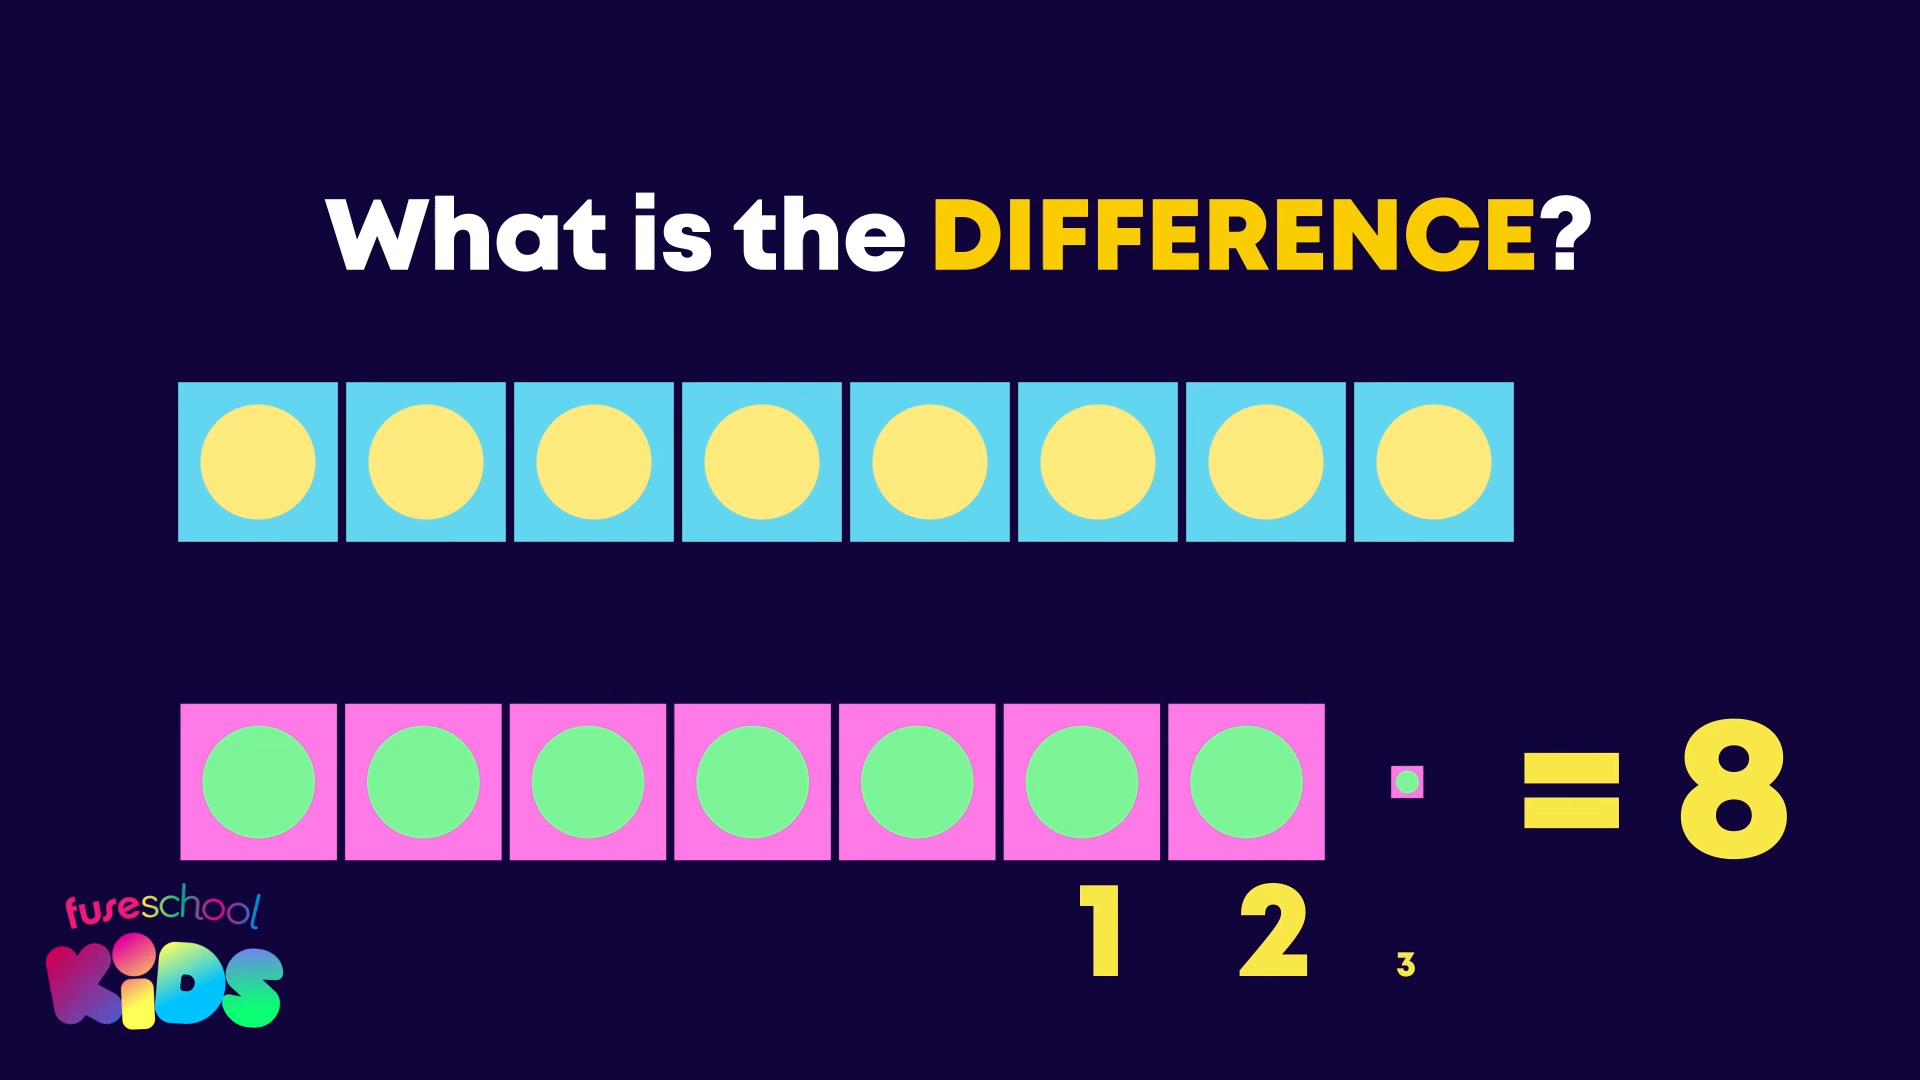 What is the DIFFERENCE?
= 8
1 2 3
fuseschool
KiDS